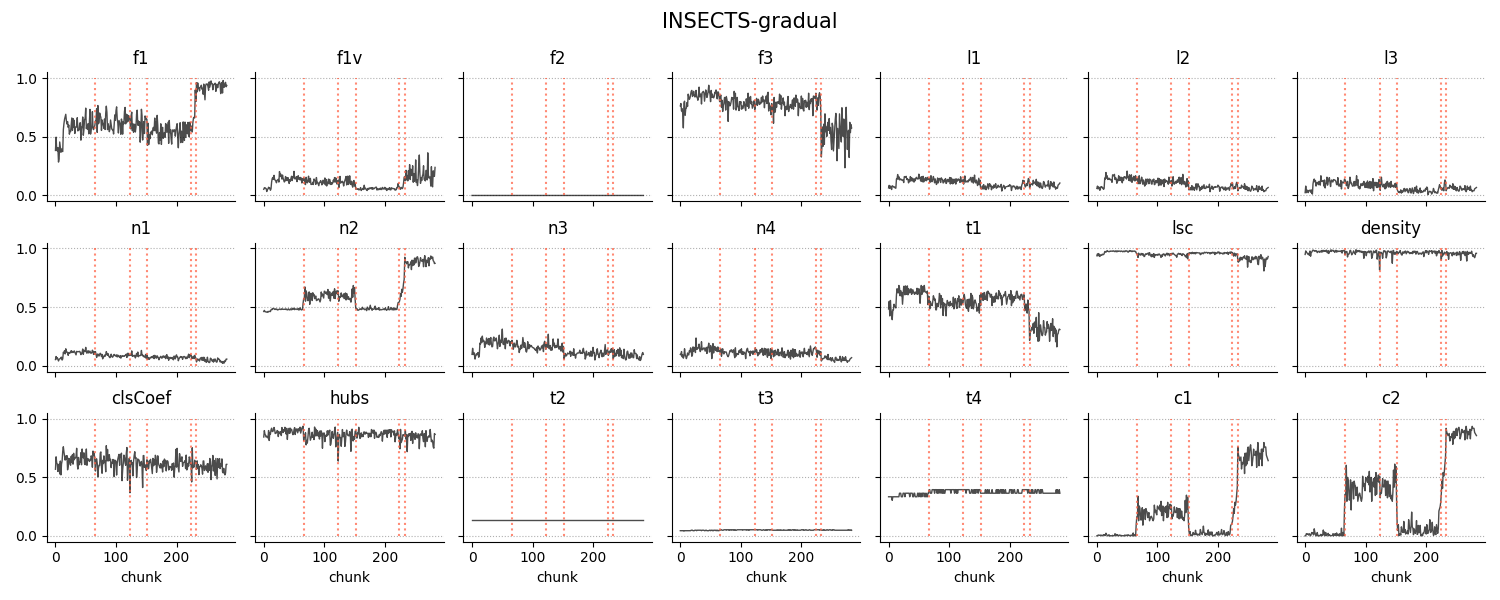 INSECTS-gradual
f1 f1v f2 f3 l1 l2 l3
1.0
0.5
0.0
n1 n2 n3 n4 t1 lsc density
1.0
0.5
0.0
clsCoef hubs t2 t3 t4 c1 c2
1.0
0.5
0.0
0 100 200 0 100 200 0 100 200 0 100 200 0 100 200 0 100 200 0 100 200
chunk chunk chunk chunk chunk chunk chunk